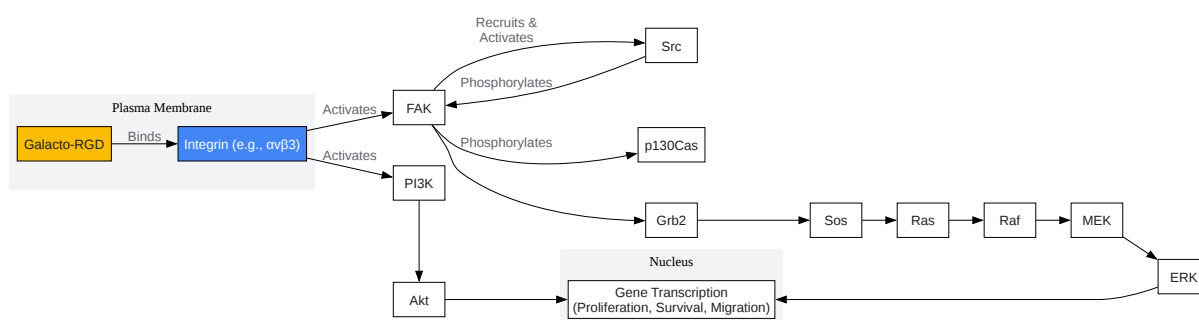 Recruits &
Activates
Src
Phosphorylates
Plasma Membrane
Activates
FAK
Galacto-RGD
Binds
Integrin (e.g., αvβ3)
Phosphorylates
p130Cas
Activates
PI3K
Grb2
Sos
Ras
Raf
MEK
Nucleus
ERK
Akt
Gene Transcription
(Proliferation, Survival, Migration)